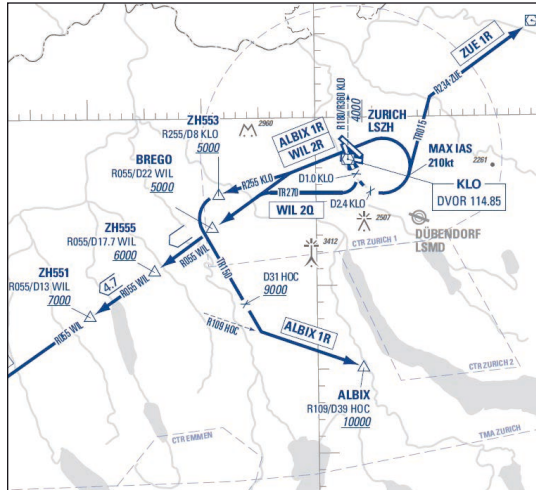 ZUE 1R
R234-ZUE
ZH553
R255/D8 KLO
5000
2960
ALBIX 1R
WIL 2R
R180/R360 KLO
4000
ZURICH
LSZH
TR015
MAX IAS
210kt
2261
BREGO
R055/D22 WIL
5000
R255 KLO
D1.0 KLO
TR270
D2.4 KLO
WIL 2Q
KLO
DVOR 114.85
2507
DÜBENDORF
LSMD
ZH555
R055/D17.7 WIL
6000
3412
CTR ZURICH 1
ZH551
R055/D13 WIL
7000
4.7
R055 WIL
R055 WIL
R055 WIL
TR150
D31 HOC
9000
R109 HOC
ALBIX 1R
CTR ZURICH 2
ALBIX
R109/D39 HOC
10000
CTR EMMEN
TMA ZURICH